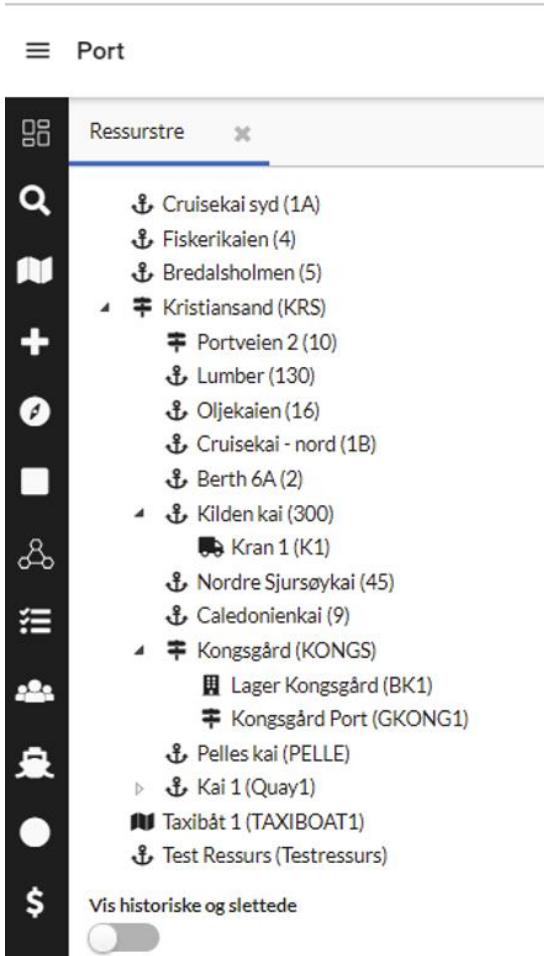 Port
Ressurstre
Cruisekai syd (1A)
Fiskerikaien (4)
Bredalsholmen (5)
Kristiansand (KRS)
Portveien 2 (10)
Lumber (130)
Oljekaien (16)
Cruisekai - nord (1B)
Berth 6A (2)
Kilden kai (300)
Kran 1 (K1)
Nordre Sjursøykai (45)
Caledonienkai (9)
Kongsgård (KONGS)
Lager Kongsgård (BK1)
Kongsgård Port (GKONG1)
Pelles kai (PELLE)
Kai 1 (Quay1)
Taxibåt 1 (TAXIBOAT1)
Test Ressurs (Testressurs)
Vis historiske og slettede